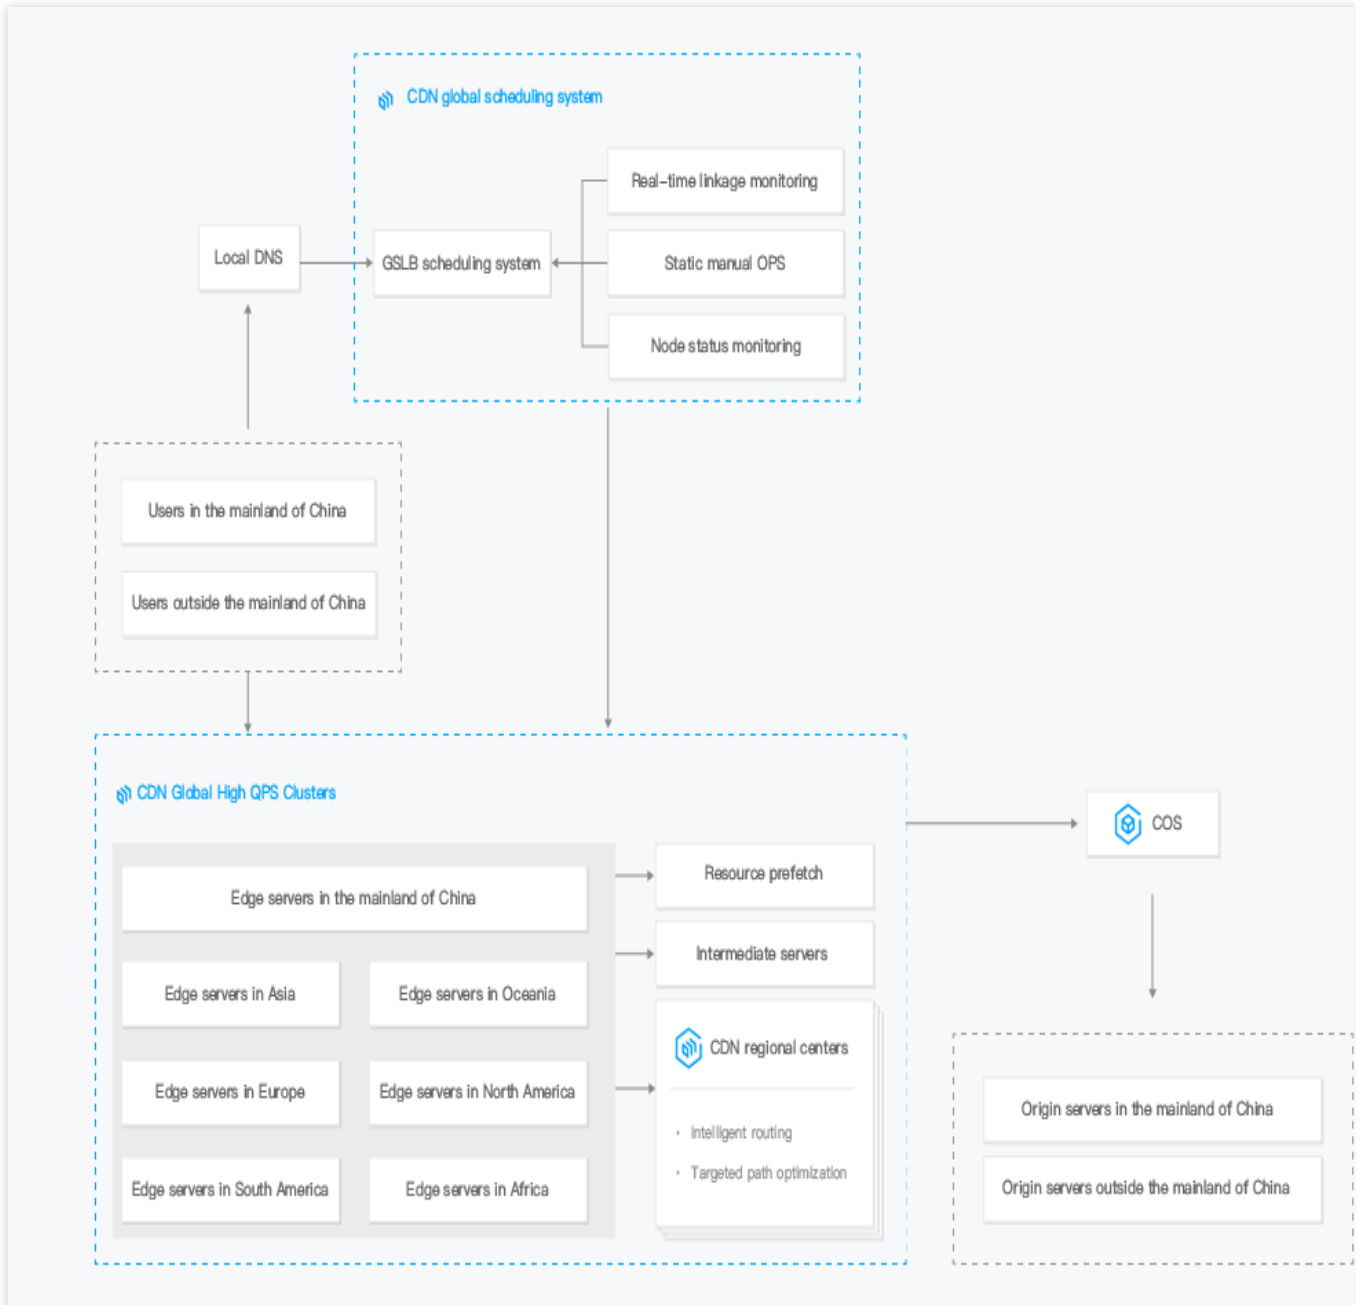 CDN global scheduling system
Real-time linkage monitoring
Local DNS
GSLB scheduling system
Static manual OPS
Node status monitoring
Users in the mainland of China
Users outside the mainland of China
CDN Global High QPS Clusters
COS
Edge servers in the mainland of China
Resource prefetch
Intermediate servers
Edge servers in Asia
Edge servers in Oceania
CDN regional centers
Edge servers in Europe
Edge servers in North America
• Intelligent routing
• Targeted path optimization
Edge servers in South America
Edge servers in Africa
Origin servers in the mainland of China
Origin servers outside the mainland of China